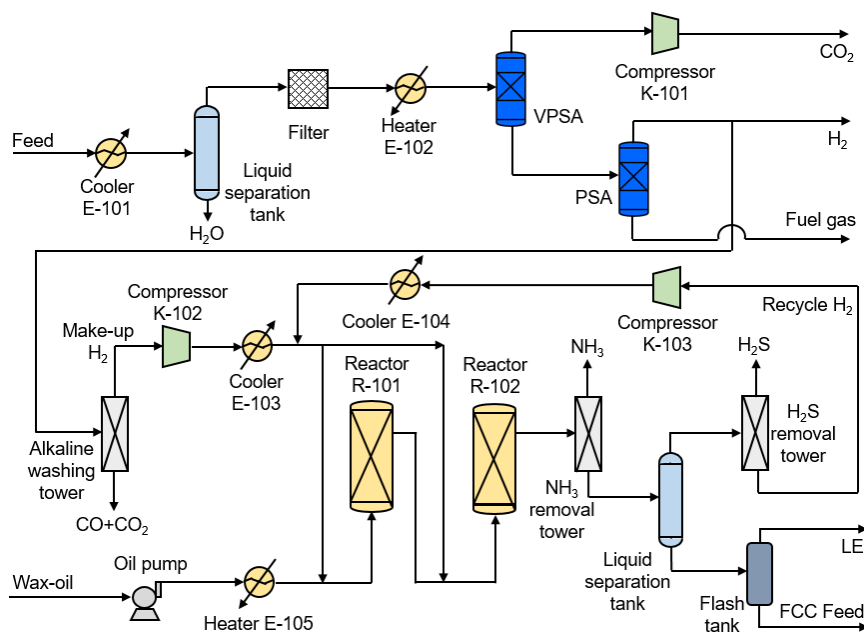 CO₂
Compressor
K-101
Filter
Heater
E-102
VPSA
H₂
Feed
Cooler
E-101
Liquid
separation
tank
H₂O
PSA
Fuel gas
Compressor
K-102
Cooler E-104
Compressor
K-103
Recycle H₂
Make-up
H₂
Cooler
E-103
Reactor
R-101
Reactor
R-102
NH₃
H₂S
Alkaline
washing
tower
CO+CO₂
NH₃
removal
tower
H₂S
removal
tower
Liquid
separation
tank
LE
Flash
tank
FCC Feed
Wax-oil
Oil pump
Heater E-105